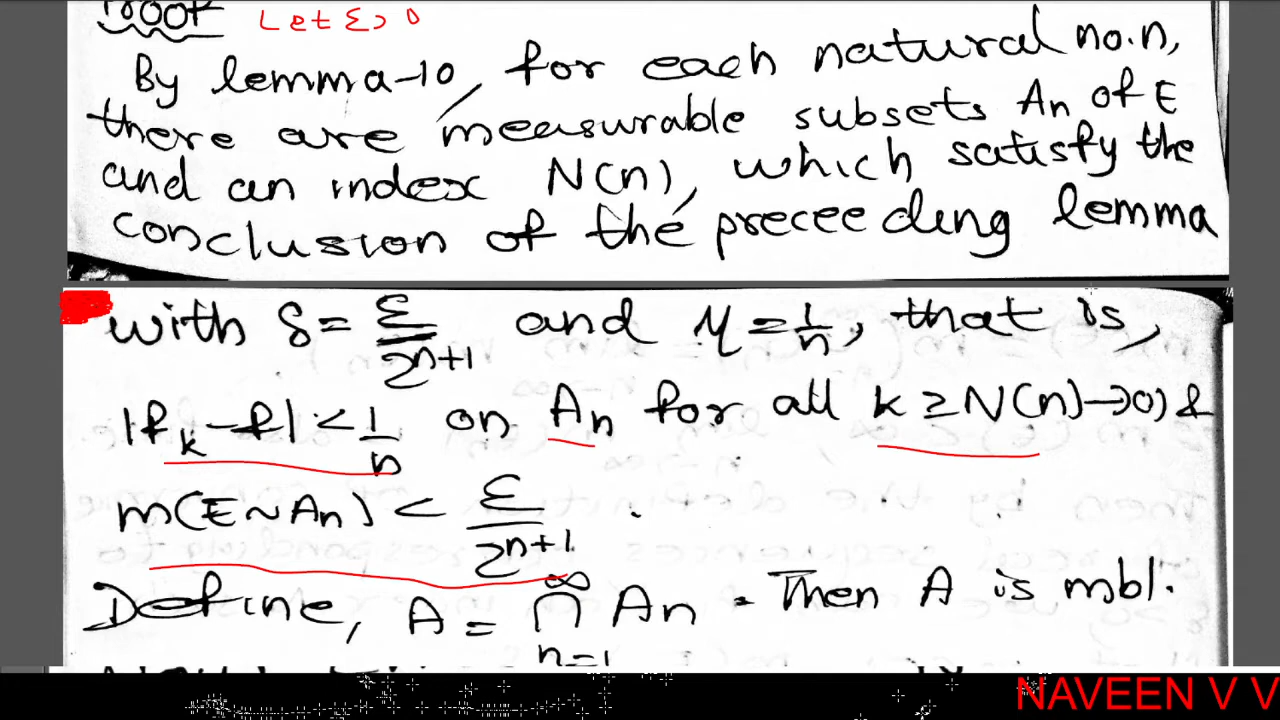 Proof Let ε>0
By lemma-10, for each natural no.n,
there are measurable subsets An of E
and an index N(n), which satisfy the
conclusion of the preceeding lemma
with δ = ε/2^{n+1} and η = 1/n, that is,
|f_k - f| < 1/n on An for all k ≥ N(n) →(1) &
m(E ~ An) < ε/2^{n+1} .
Define, A = ∩_{n=1}^{∞} An . Then A is mbl.
NAVEEN V V